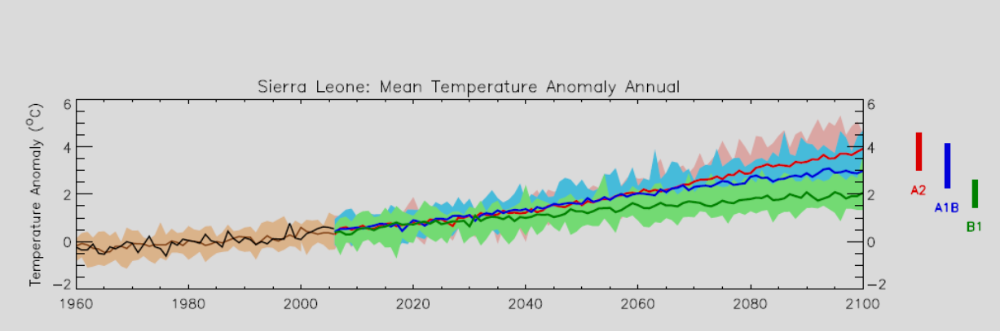 Sierra Leone: Mean Temperature Anomaly Annual
Temperature Anomaly (°C)
6
4
2
0
−2
6
4
2
0
−2
1960 1980 2000 2020 2040 2060 2080 2100
A2
A1B
B1